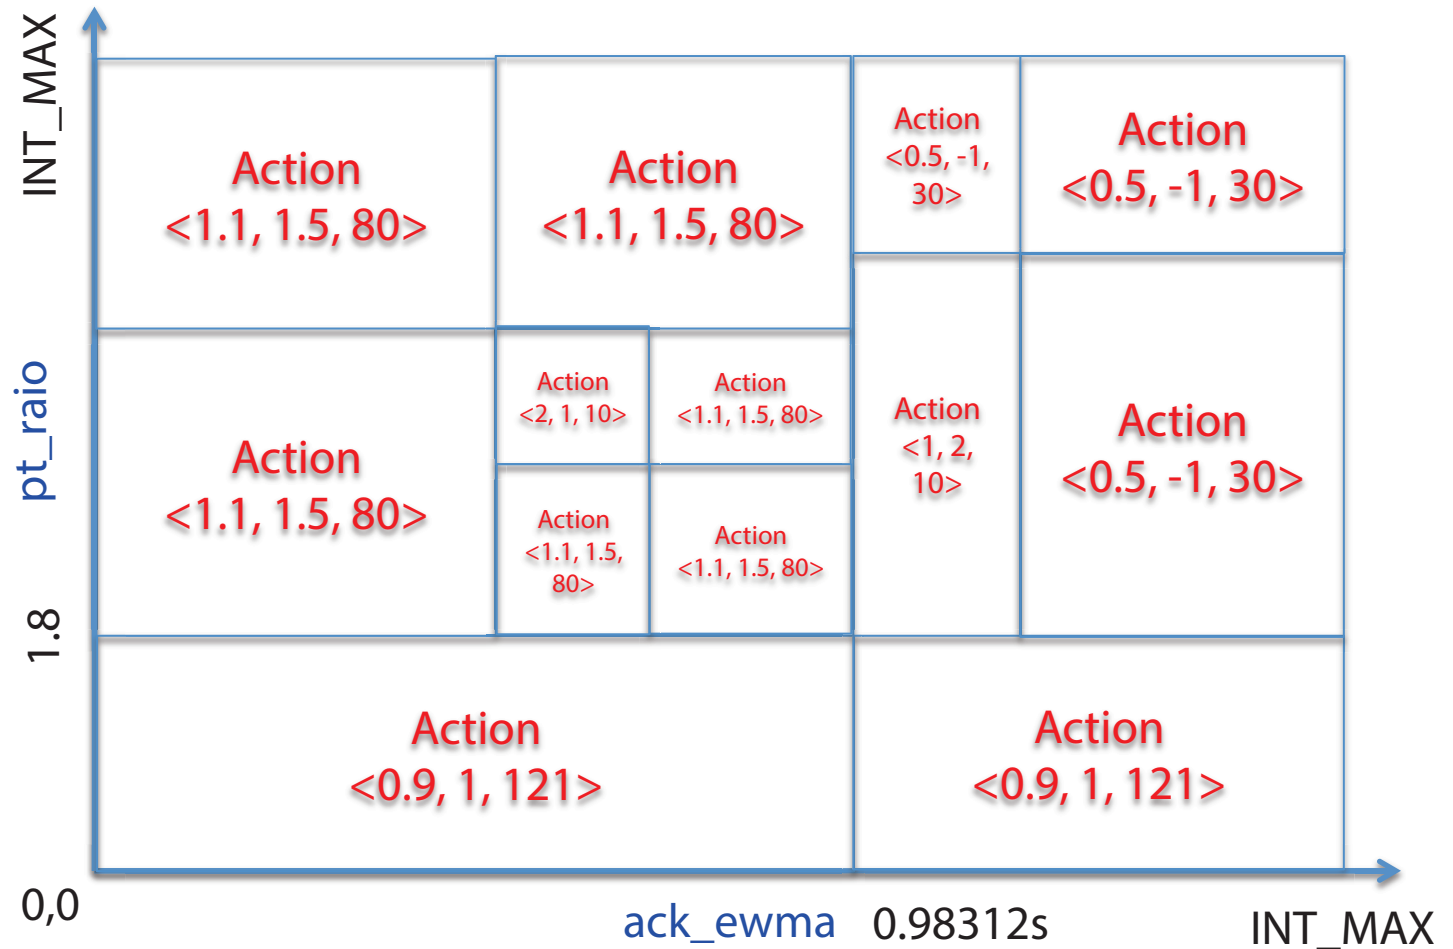 INT_MAX
Action
<1.1, 1.5, 80>
Action
<1.1, 1.5, 80>
Action
<0.5, -1,
30>
Action
<0.5, -1, 30>
pt_raio
Action
<1.1, 1.5, 80>
Action
<2, 1, 10>
Action
<1.1, 1.5, 80>
Action
<1.1, 1.5,
80>
Action
<1.1, 1.5, 80>
Action
<1, 2,
10>
Action
<0.5, -1, 30>
1.8
Action
<0.9, 1, 121>
Action
<0.9, 1, 121>
0,0
ack_ewma
0.98312s
INT_MAX